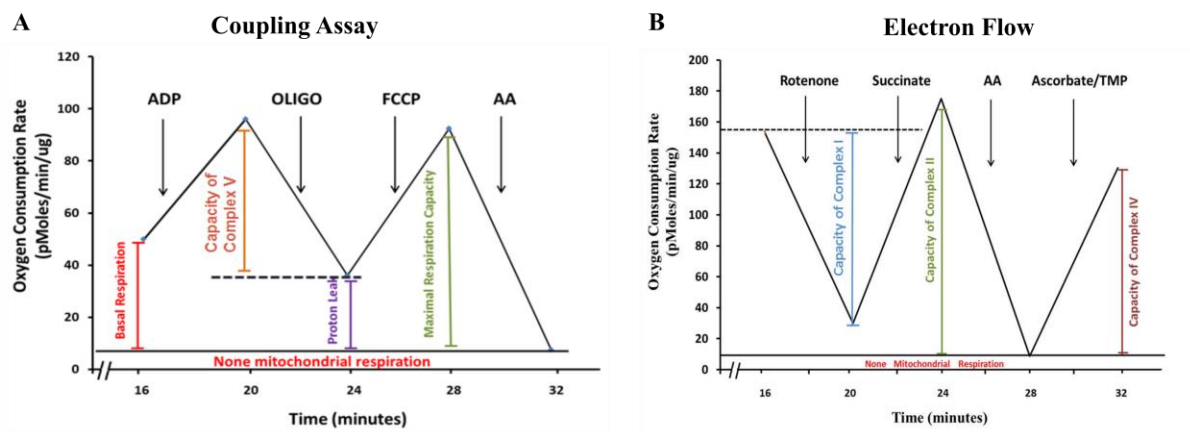 A
Coupling Assay
Oxygen Consumption Rate
(pMoles/min/ug)
120
100
80
60
40
20
0
ADP
OLIGO
FCCP
AA
Basal Respiration
Capacity of
Complex V
Proton Leak
Maximal Respiration Capacity
None mitochondrial respiration
16
20
24
28
32
Time (minutes)
B
Electron Flow
Oxygen Consumption Rate
(pMoles/min/ug)
200
180
160
140
120
100
80
60
40
20
0
Rotenone
Succinate
AA
Ascorbate/TMP
Capacity of Complex I
Capacity of Complex II
Capacity of Complex IV
None Mitochondrial Respiration
16
20
24
28
32
Time (minutes)